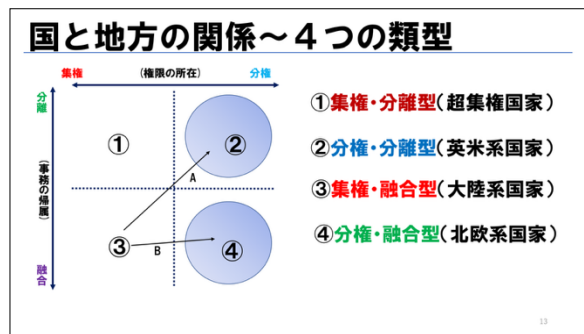 国と地方の関係～４つの類型
集権 (権限の所在) 分権
分離
(事務の帰属)
融合
①
②
A
③
B
④
①集権・分離型(超集権国家)
②分権・分離型(英米系国家)
③集権・融合型(大陸系国家)
④分権・融合型(北欧系国家)
13